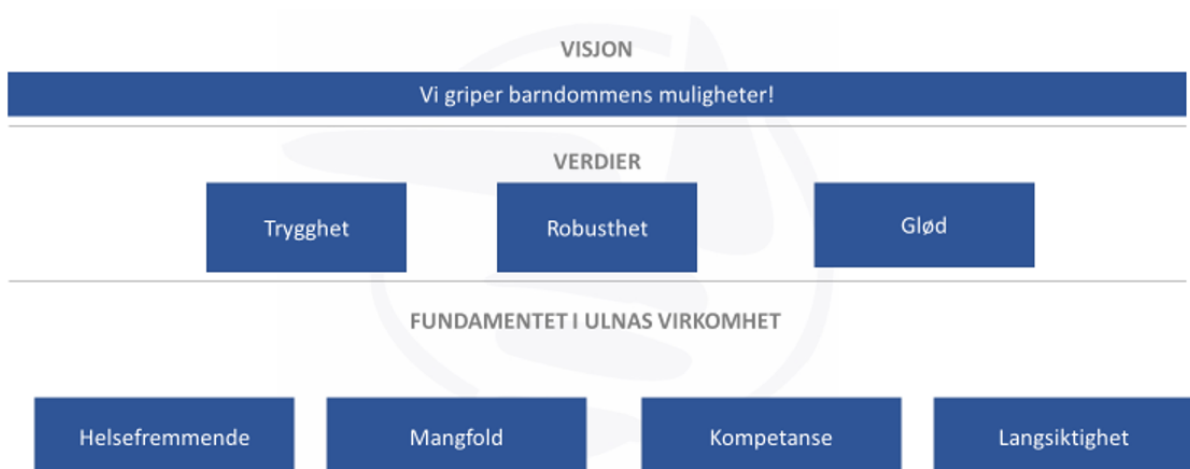 VISJON
Vi griper barndommens muligheter!
VERDIER
Trygghet
Robusthet
Glød
FUNDAMENTET I ULNAS VIRKOMHET
Helsefremmende
Mangfold
Kompetanse
Langsiktighet